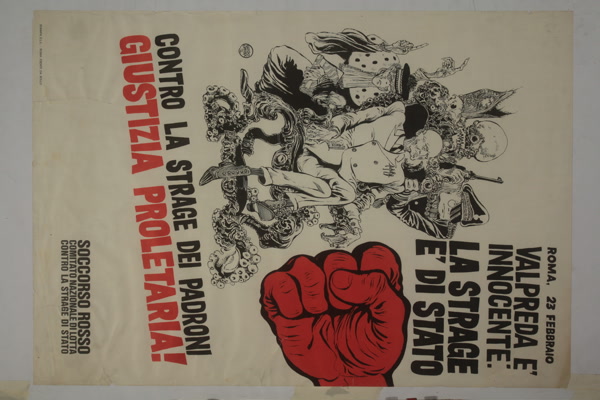 ROMA. 23 FEBBRAIO
VALPREDA E'
INNOCENTE.
LA STRAGE
E' DI STATO
CONTRO LA STRAGE DEI PADRONI
GIUSTIZIA PROLETARIA!
SOCCORSO ROSSO
COMITATO NAZIONALE DI LOTTA
CONTRO LA STRAGE DI STATO